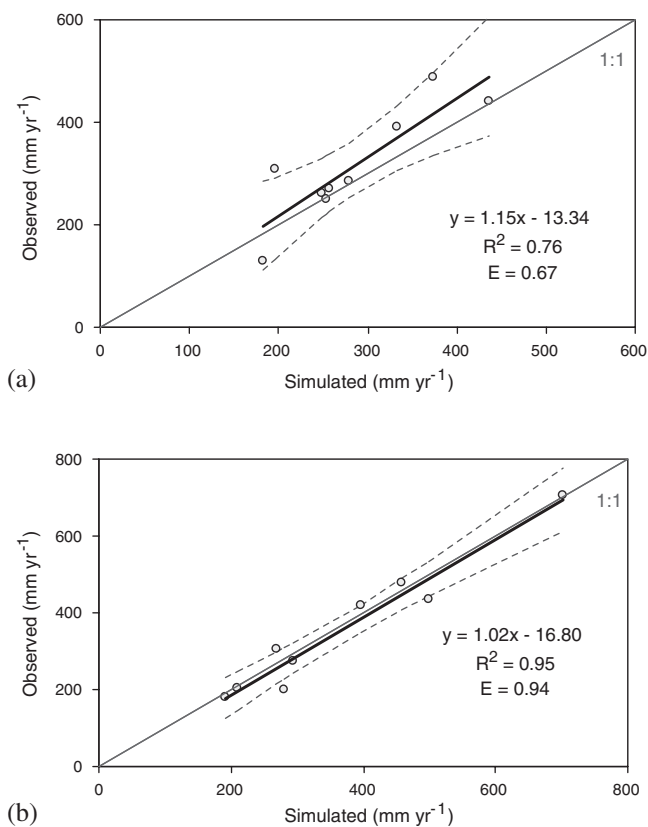 600
400
200
0
Observed (mm yr⁻¹)
1:1
y = 1.15x - 13.34
R² = 0.76
E = 0.67
0 100 200 300 400 500 600
(a) Simulated (mm yr⁻¹)
800
600
400
200
0
Observed (mm yr⁻¹)
1:1
y = 1.02x - 16.80
R² = 0.95
E = 0.94
0 200 400 600 800
(b) Simulated (mm yr⁻¹)